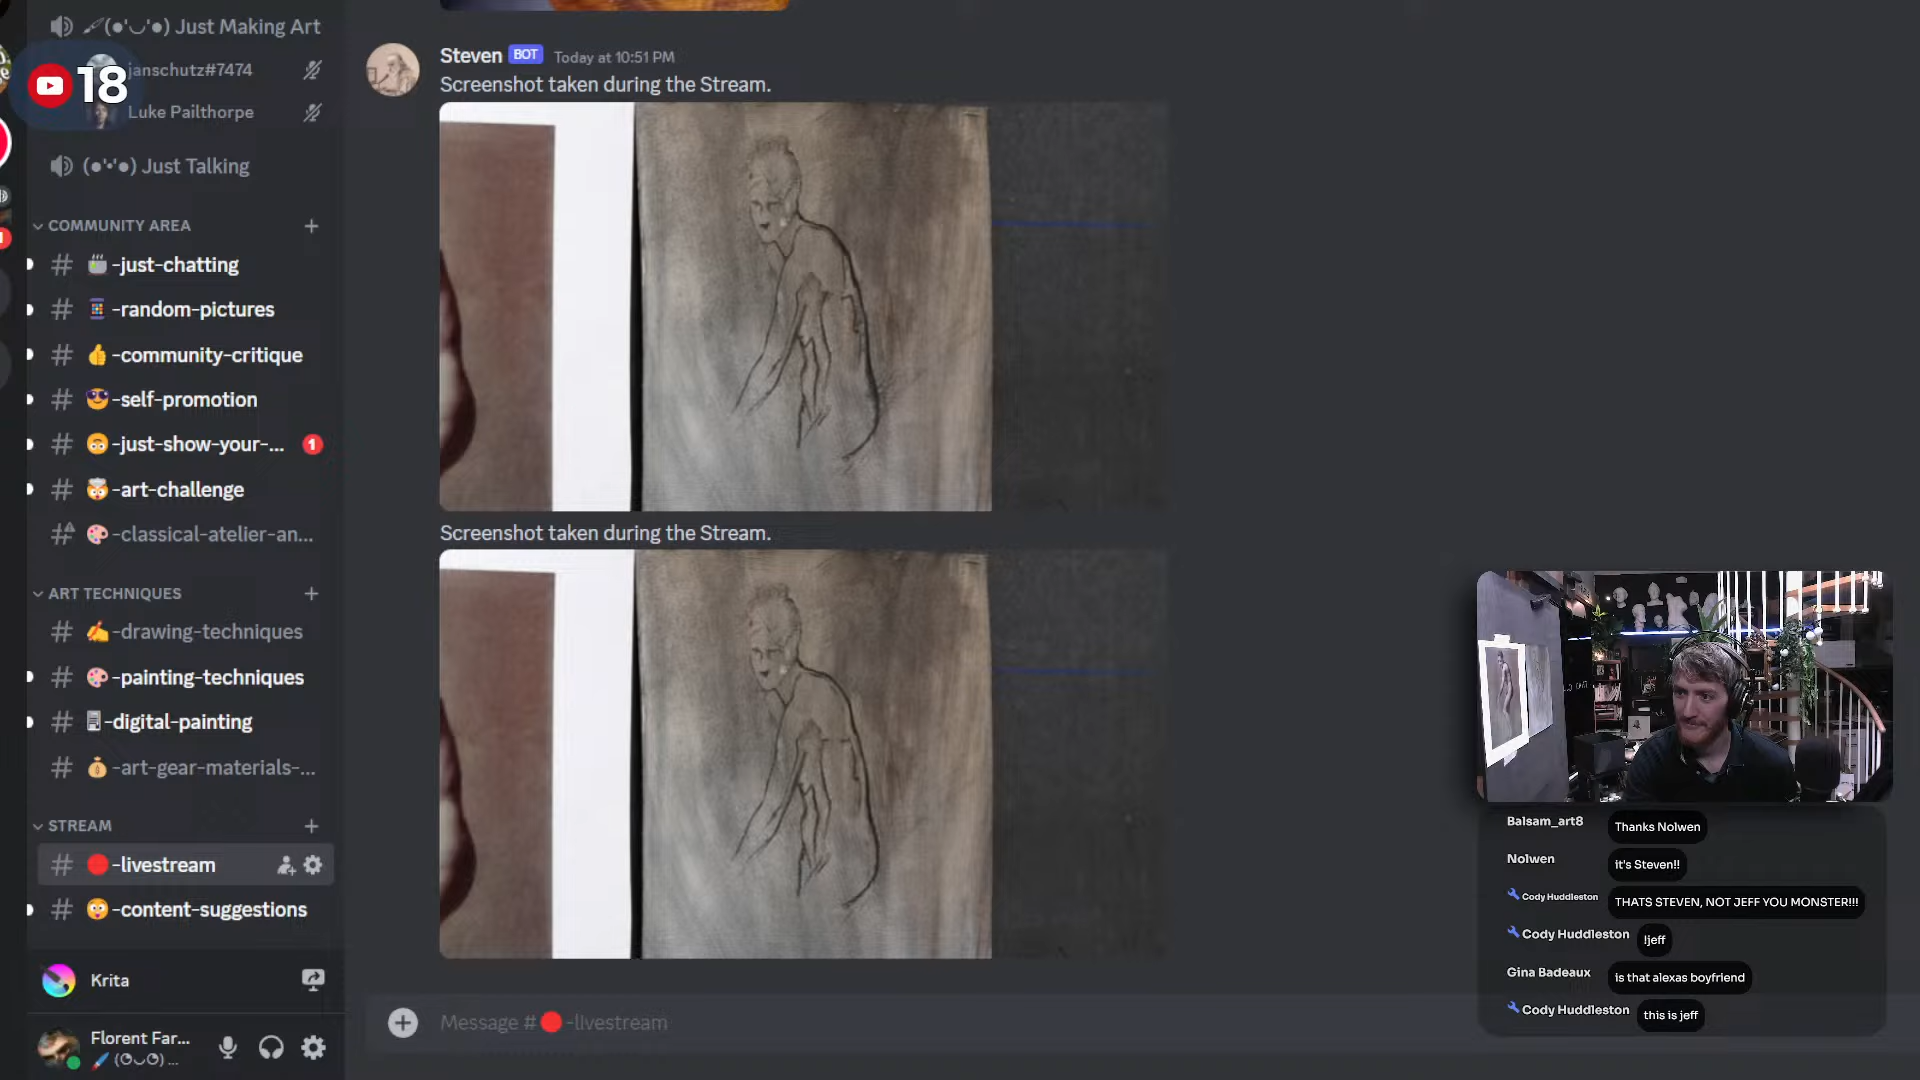 (●'◡'●) Just Making Art
janschutz#7474
18
Luke Pailthorpe
(●'•'●) Just Talking
COMMUNITY AREA
-just-chatting
-random-pictures
-community-critique
-self-promotion
-just-show-your-...
1
-art-challenge
-classical-atelier-an...
ART TECHNIQUES
-drawing-techniques
-painting-techniques
-digital-painting
-art-gear-materials-...
STREAM
-livestream
-content-suggestions
Krita
Florent Far...
Steven BOT Today at 10:51 PM
Screenshot taken during the Stream.
Screenshot taken during the Stream.
Message # 🔴-livestream
Balsam_art8 Thanks Nolwen
Nolwen it's Steven!!
Cody Huddleston THATS STEVEN, NOT JEFF YOU MONSTER!!!
Cody Huddleston !jeff
Gina Badeaux is that alexas boyfriend
Cody Huddleston this is jeff